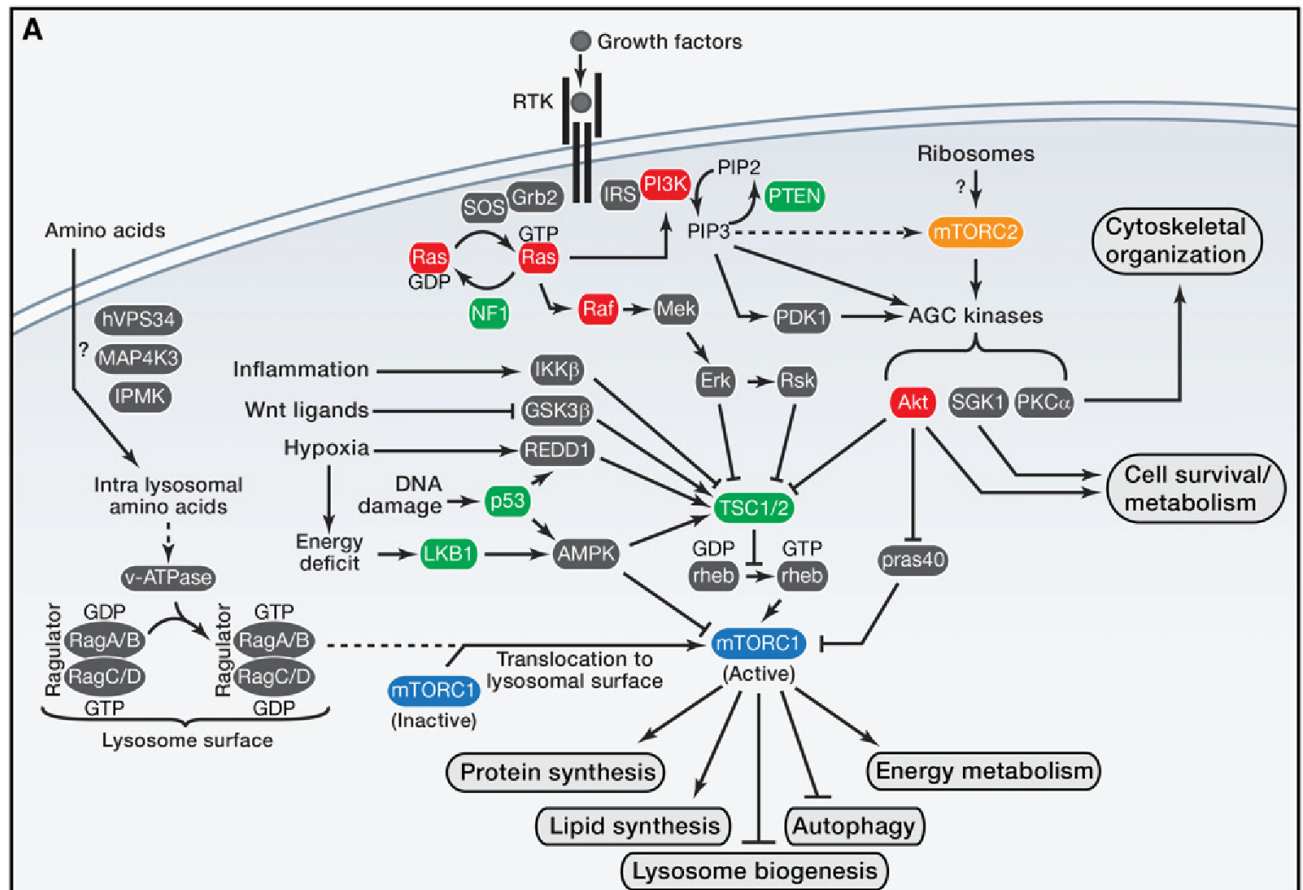 A
Growth factors
RTK
Ribosomes
?
PIP2
Grb2
IRS
PI3K
PTEN
SOS
Amino acids
GTP
PIP3
mTORC2
Cytoskeletal
organization
Ras
Ras
GDP
NF1
Raf
Mek
PDK1
AGC kinases
hVPS34
?
MAP4K3
IPMK
Inflammation
IKKβ
Erk
Rsk
Akt
SGK1
PKCα
Wnt ligands
GSK3β
Hypoxia
REDD1
Cell survival/
metabolism
Intra lysosomal
amino acids
DNA
damage
p53
TSC1/2
Energy
deficit
LKB1
AMPK
GDP
GTP
rheb
rheb
pras40
v-ATPase
Ragulator
GDP
RagA/B
RagC/D
GTP
Ragulator
GTP
RagA/B
RagC/D
GDP
Lysosome surface
mTORC1
(Inactive)
Translocation to
lysosomal surface
mTORC1
(Active)
Protein synthesis
Energy metabolism
Lipid synthesis
Autophagy
Lysosome biogenesis